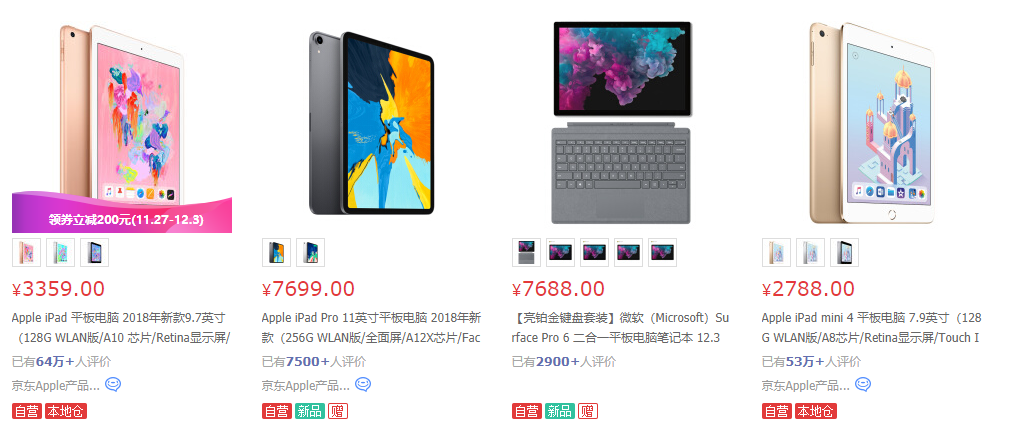 领券立减200元(11.27-12.3)
¥3359.00
Apple iPad 平板电脑 2018年新款9.7英寸
（128G WLAN版/A10 芯片/Retina显示屏/
已有64万+人评价
京东Apple产品...
自营 本地仓
¥7699.00
Apple iPad Pro 11英寸平板电脑 2018年新
款（256G WLAN版/全面屏/A12X芯片/Fac
已有7500+人评价
京东Apple产品...
自营 新品 赠
¥7688.00
【亮铂金键盘套装】微软（Microsoft）Su
rface Pro 6 二合一平板电脑笔记本 12.3
已有2900+人评价
自营 新品 赠
¥2788.00
Apple iPad mini 4 平板电脑 7.9英寸（128
G WLAN版/A8芯片/Retina显示屏/Touch I
已有53万+人评价
京东Apple产品...
自营 本地仓